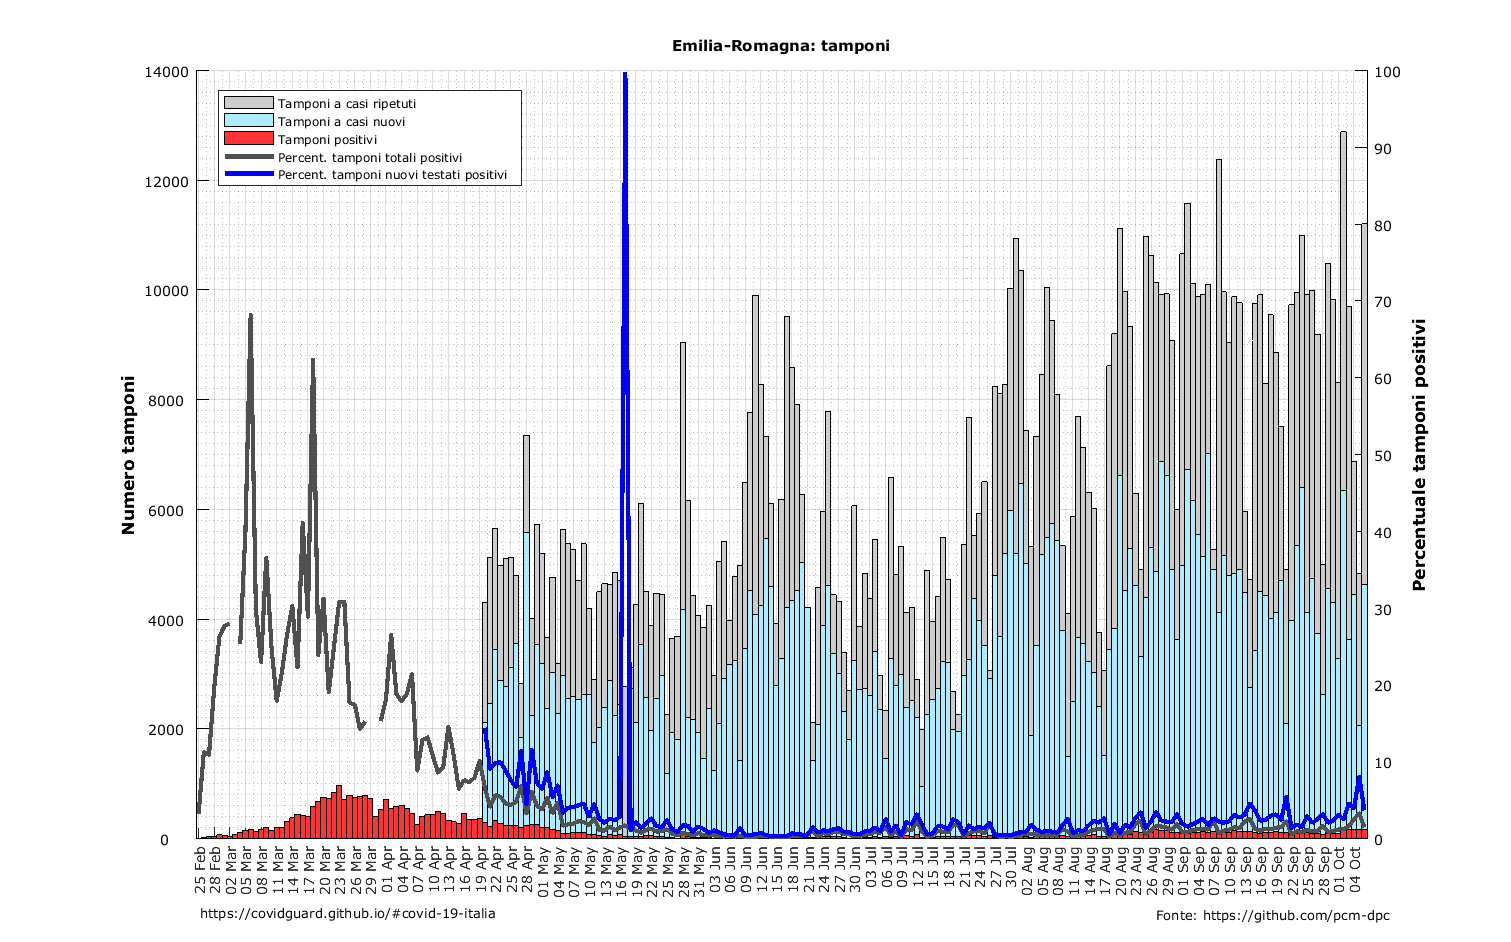 Emilia-Romagna: tamponi
Tamponi a casi ripetuti
Tamponi a casi nuovi
Tamponi positivi
Percent. tamponi totali positivi
Percent. tamponi nuovi testati positivi
Numero tamponi
14000
12000
10000
8000
6000
4000
2000
0
Percentuale tamponi positivi
100
90
80
70
60
50
40
30
20
10
0
25 Feb
28 Feb
02 Mar
05 Mar
08 Mar
11 Mar
14 Mar
17 Mar
20 Mar
23 Mar
26 Mar
29 Mar
01 Apr
04 Apr
07 Apr
10 Apr
13 Apr
16 Apr
19 Apr
22 Apr
25 Apr
28 Apr
01 May
04 May
07 May
10 May
13 May
16 May
19 May
22 May
25 May
28 May
31 May
03 Jun
06 Jun
09 Jun
12 Jun
15 Jun
18 Jun
21 Jun
24 Jun
27 Jun
30 Jun
03 Jul
06 Jul
09 Jul
12 Jul
15 Jul
18 Jul
21 Jul
24 Jul
27 Jul
30 Jul
02 Aug
05 Aug
08 Aug
11 Aug
14 Aug
17 Aug
20 Aug
23 Aug
26 Aug
29 Aug
01 Sep
04 Sep
07 Sep
10 Sep
13 Sep
16 Sep
19 Sep
22 Sep
25 Sep
28 Sep
01 Oct
04 Oct
https://covidguard.github.io/#covid-19-italia
Fonte: https://github.com/pcm-dpc